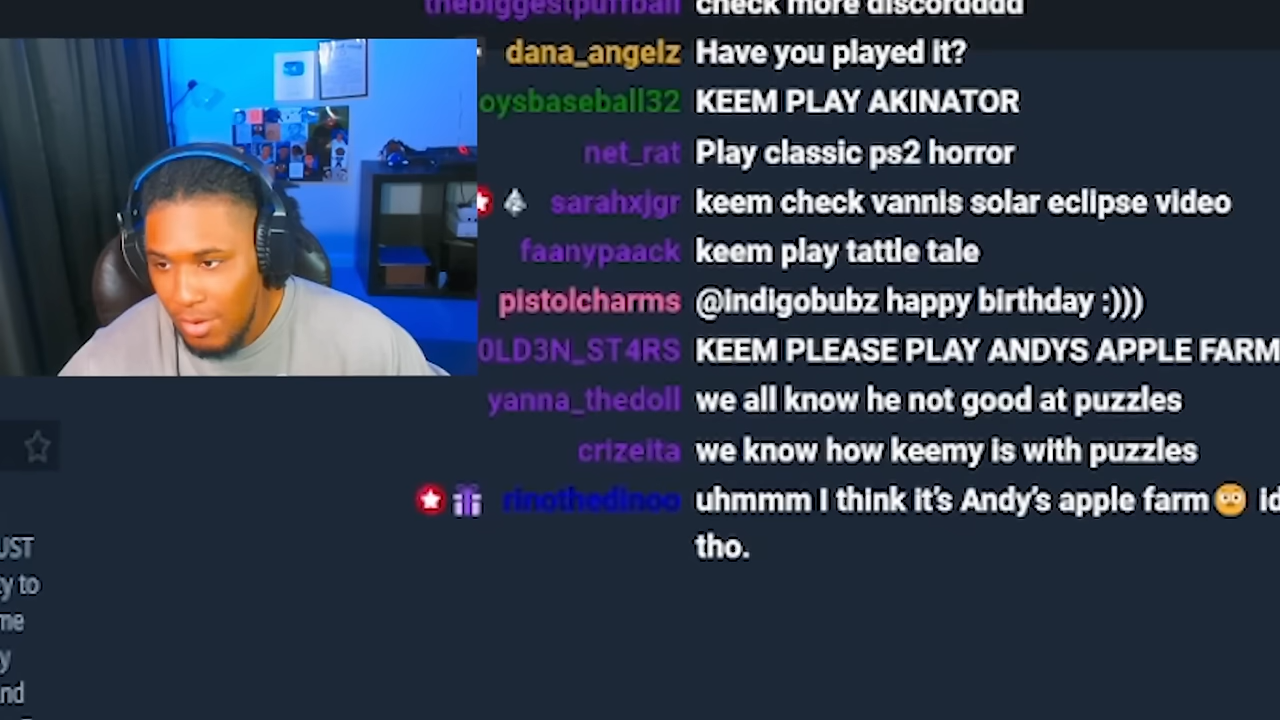 thebiggestpuffball check more discordddd
dana_angelz Have you played it?
oysbaseball32 KEEM PLAY AKINATOR
net_rat Play classic ps2 horror
sarahxjgr keem check vannis solar eclipse video
faanypaack keem play tattle tale
pistolcharms @indigobubz happy birthday :)))
0LD3N_ST4RS KEEM PLEASE PLAY ANDYS APPLE FARM
yanna_thedoll we all know he not good at puzzles
crizeita we know how keemy is with puzzles
rinothedinoo uhmmm I think it’s Andy’s apple farm😳 id
tho.
UST
y to
me
y
nd